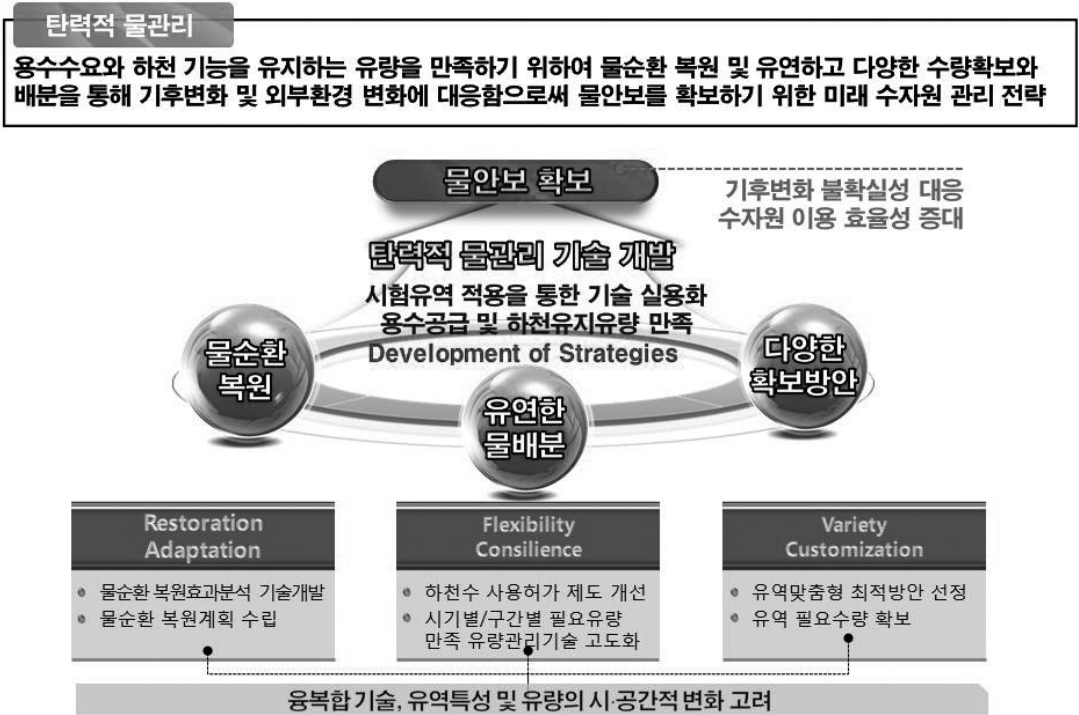 탄력적 물관리
용수수요와 하천 기능을 유지하는 유량을 만족하기 위하여 물순환 복원 및 유연하고 다양한 수량확보와
배분을 통해 기후변화 및 외부환경 변화에 대응함으로써 물안보를 확보하기 위한 미래 수자원 관리 전략
물안보 확보
기후변화 불확실성 대응
수자원 이용 효율성 증대
탄력적 물관리 기술 개발
시험유역 적용을 통한 기술 실용화
용수공급 및 하천유지유량 만족
Development of Strategies
물순환
복원
유연한
물배분
다양한
확보방안
Restoration
Adaptation
• 물순환 복원효과분석 기술개발
• 물순환 복원계획 수립
Flexibility
Consilience
• 하천수 사용허가 제도 개선
• 시기별/구간별 필요유량
만족 유량관리기술 고도화
Variety
Customization
• 유역맞춤형 최적방안 선정
• 유역 필요수량 확보
융복합 기술, 유역특성 및 유량의 시·공간적 변화 고려